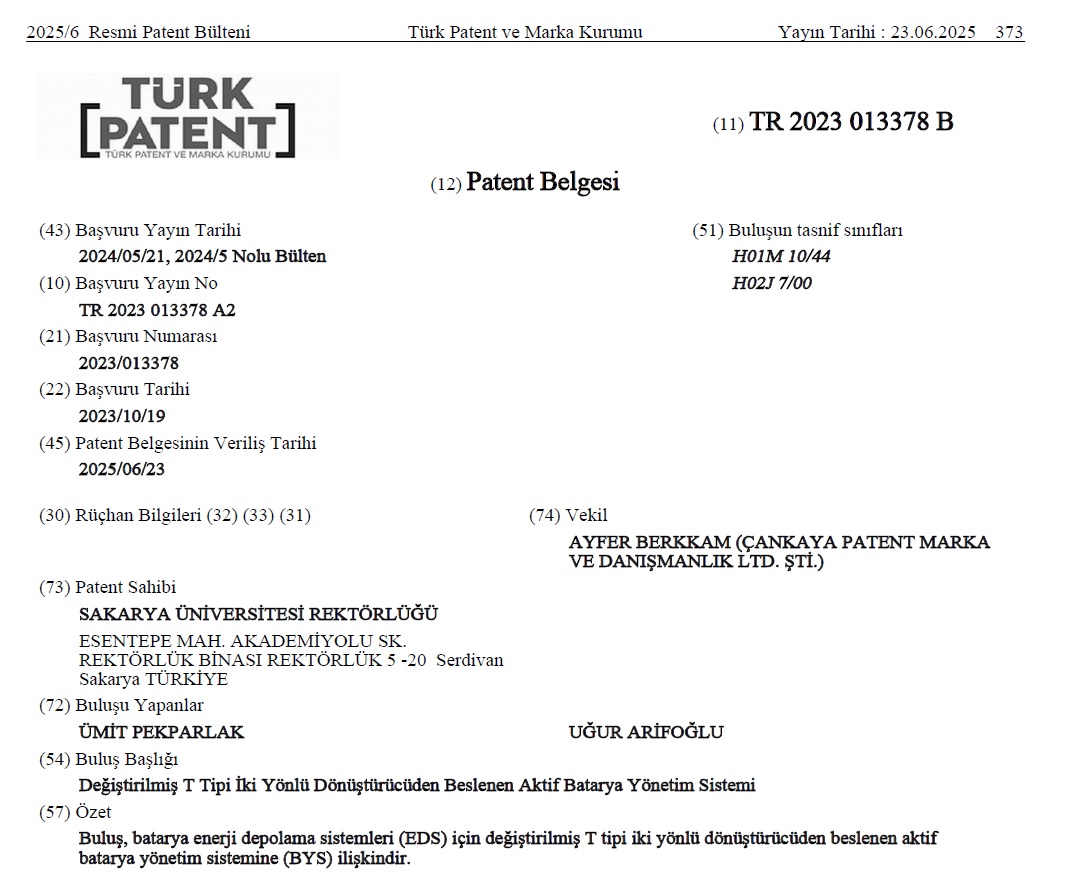 2025/6 Resmi Patent Bülteni Türk Patent ve Marka Kurumu Yayın Tarihi : 23.06.2025 373
TÜRK
PATENT
TÜRK PATENT VE MARKA KURUMU
(11) TR 2023 013378 B
(12) Patent Belgesi
(43) Başvuru Yayın Tarihi
2024/05/21, 2024/5 Nolu Bülten
(10) Başvuru Yayın No
TR 2023 013378 A2
(21) Başvuru Numarası
2023/013378
(22) Başvuru Tarihi
2023/10/19
(45) Patent Belgesinin Veriliş Tarihi
2025/06/23
(51) Buluşun tasnif sınıfları
H01M 10/44
H02J 7/00
(30) Rüçhan Bilgileri (32) (33) (31)
(74) Vekil
AYFER BERKKAM (ÇANKAYA PATENT MARKA
VE DANIŞMANLIK LTD. ŞTİ.)
(73) Patent Sahibi
SAKARYA ÜNİVERSİTESİ REKTÖRLÜĞÜ
ESENTEPE MAH. AKADEMİYOLU SK.
REKTÖRLÜK BİNASI REKTÖRLÜK 5 -20 Serdivan
Sakarya TÜRKİYE
(72) Buluşu Yapanlar
ÜMİT PEKPARLAK UĞUR ARİFOĞLU
(54) Buluş Başlığı
Değiştirilmiş T Tipi İki Yönlü Dönüştürücüden Beslenen Aktif Batarya Yönetim Sistemi
(57) Özet
Buluş, batarya enerji depolama sistemleri (EDS) için değiştirilmiş T tipi iki yönlü dönüştürücüden beslenen aktif
batarya yönetim sistemine (BYS) ilişkindir.